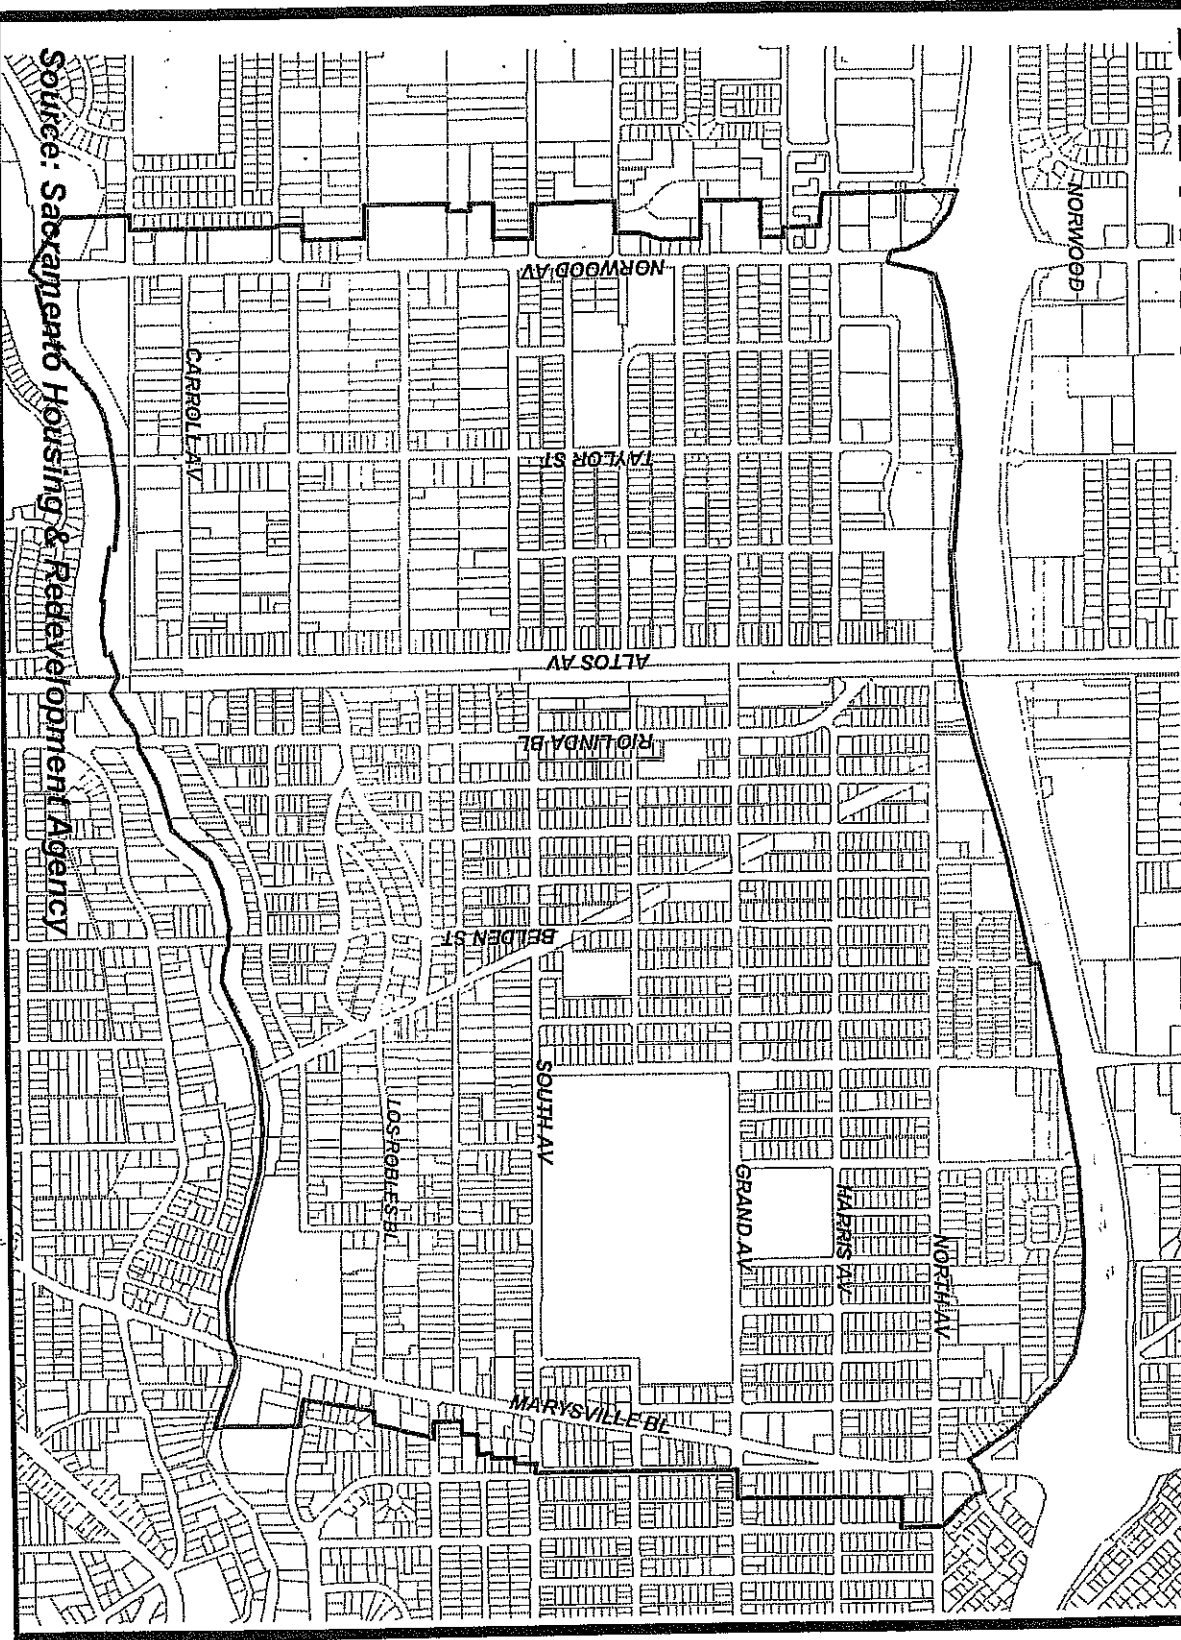 NORWOOD
NORWOOD AV
CARROLL AV
TAYLOR ST
ALTOS AV
RIO LINDA BL
BELDEN ST
SOUTH AV
LOS ROBLES BL
GRAND AV
HARRIS AV
NORTH AV
MARYSVILLE BL
Source: Sacramento Housing & Redevelopment Agency